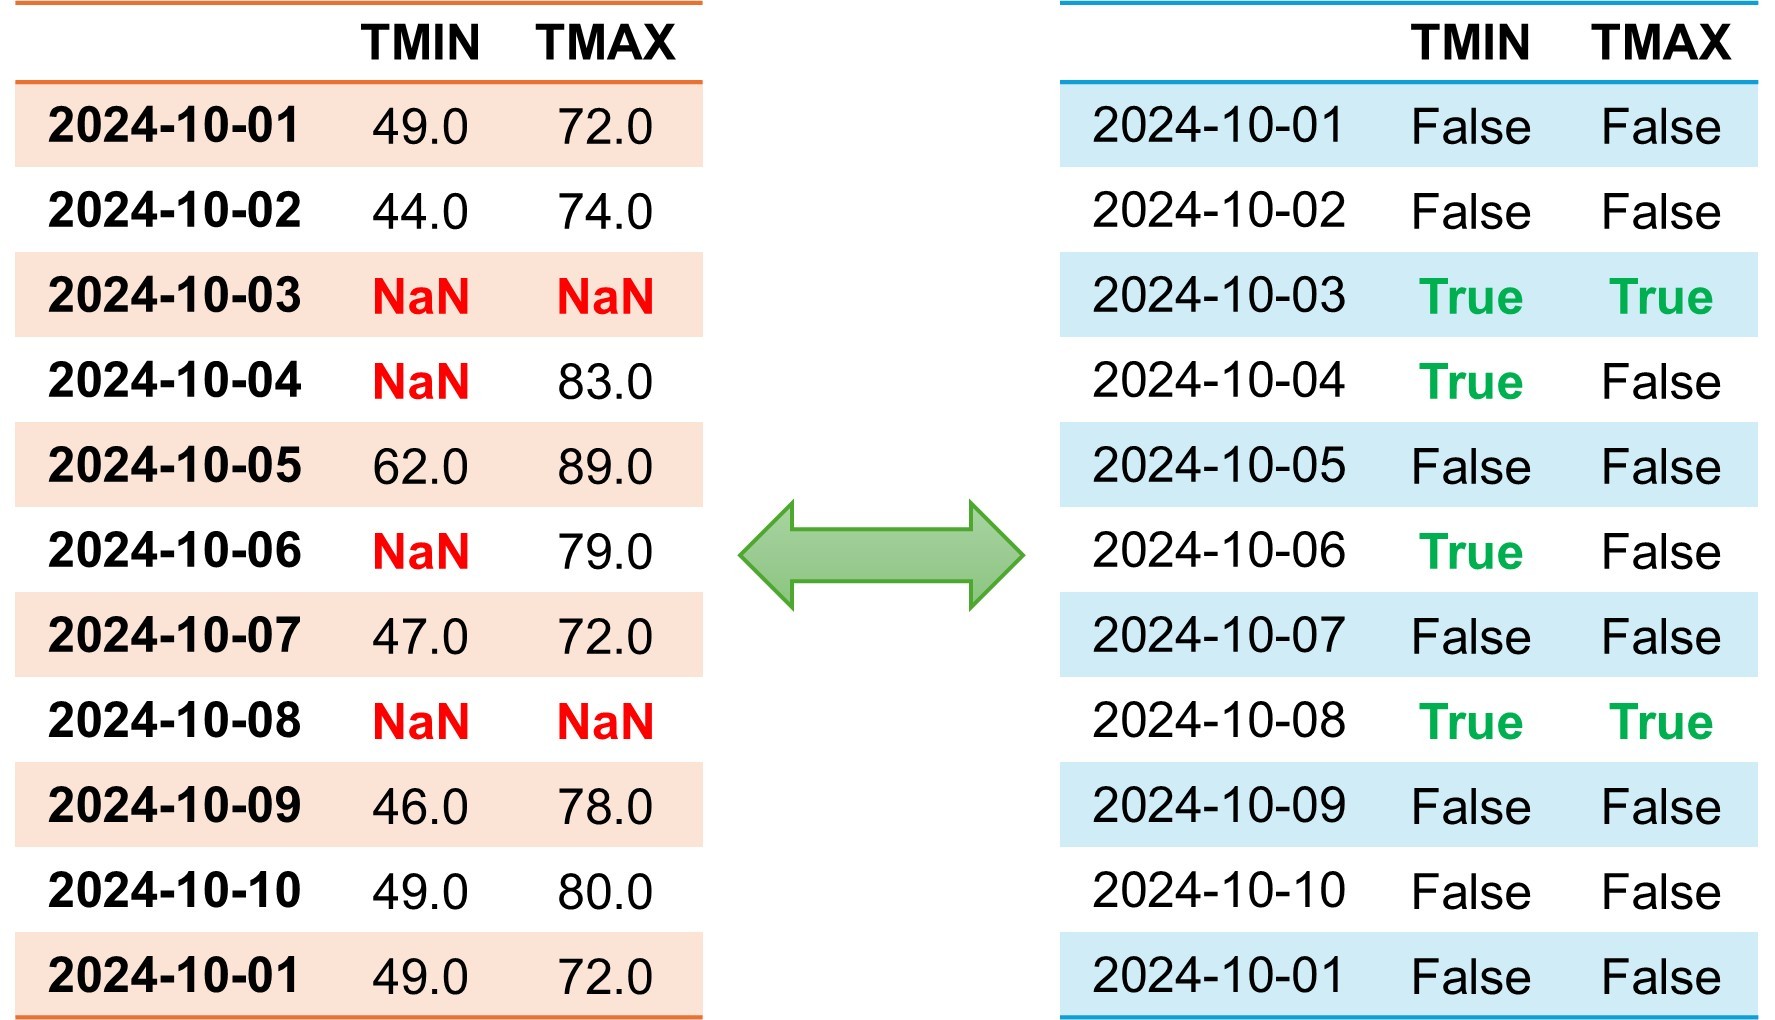 TMIN TMAX
2024-10-01 49.0 72.0
2024-10-02 44.0 74.0
2024-10-03 NaN NaN
2024-10-04 NaN 83.0
2024-10-05 62.0 89.0
2024-10-06 NaN 79.0
2024-10-07 47.0 72.0
2024-10-08 NaN NaN
2024-10-09 46.0 78.0
2024-10-10 49.0 80.0
2024-10-01 49.0 72.0
TMIN TMAX
2024-10-01 False False
2024-10-02 False False
2024-10-03 True True
2024-10-04 True False
2024-10-05 False False
2024-10-06 True False
2024-10-07 False False
2024-10-08 True True
2024-10-09 False False
2024-10-10 False False
2024-10-01 False False